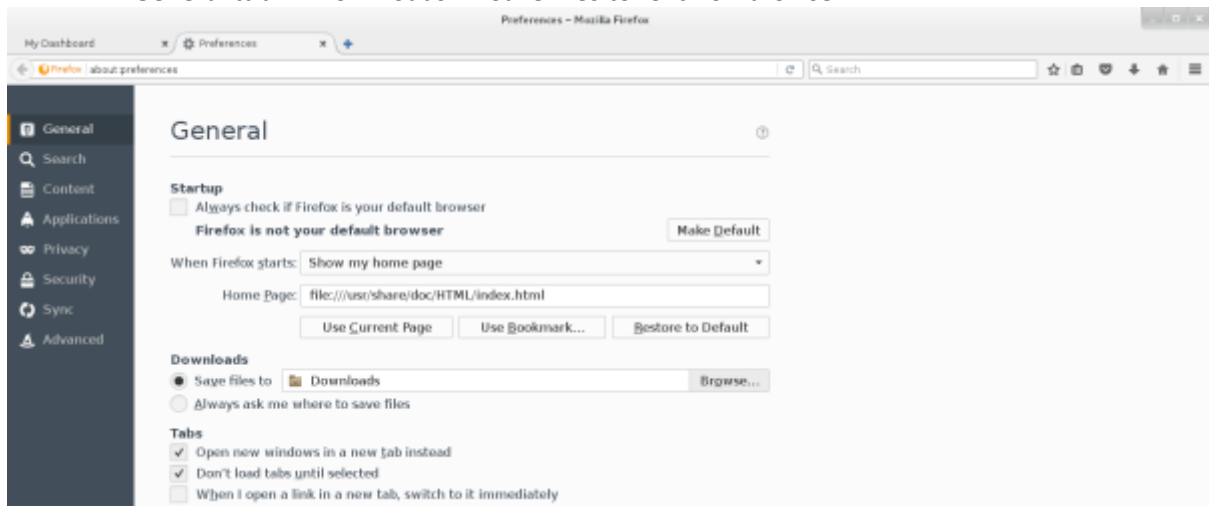 Preferences – Mozilla Firefox
My Dashboard
Preferences
Firefox about:preferences
Search
General
General
Search
Content
Startup
Always check if Firefox is your default browser
Applications
Firefox is not your default browser
Make Default
Privacy
When Firefox starts: Show my home page
Security
Home Page: file:///usr/share/doc/HTML/index.html
Sync
Use Current Page Use Bookmark... Restore to Default
Advanced
Downloads
Save files to Downloads Browse...
Always ask me where to save files
Tabs
Open new windows in a new tab instead
Don't load tabs until selected
When I open a link in a new tab, switch to it immediately